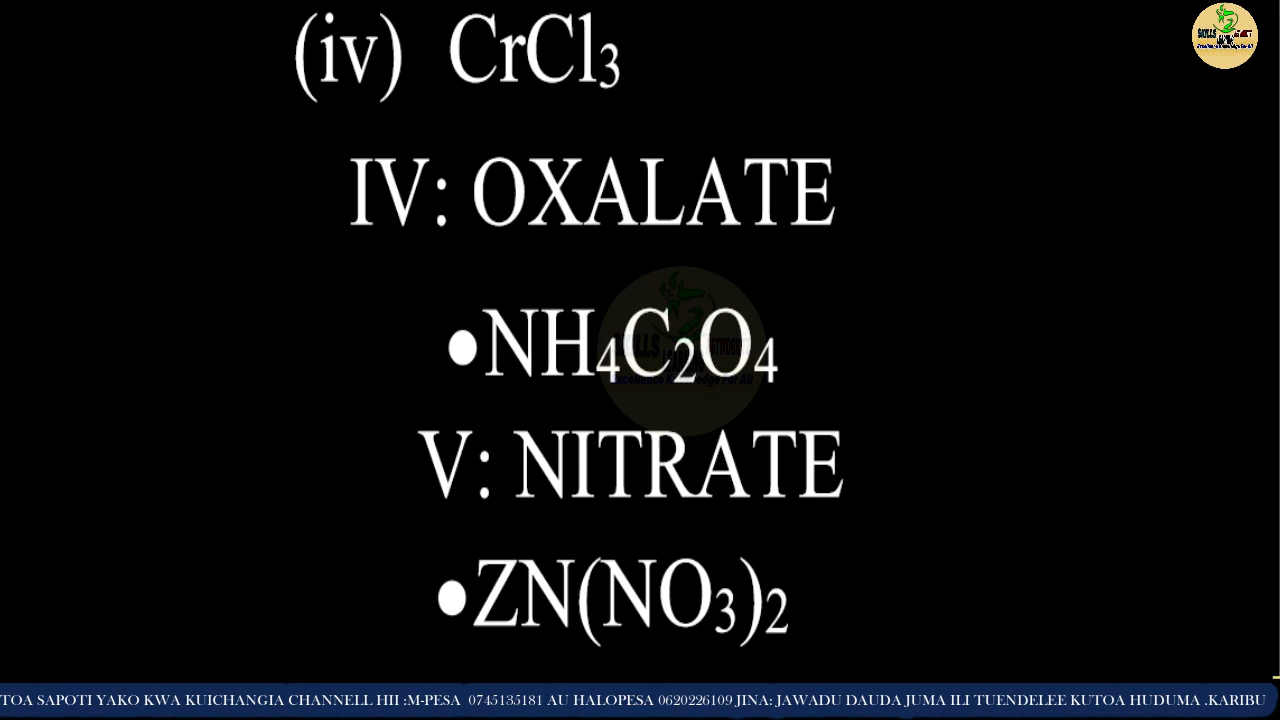 (iv) CrCl₃
IV: OXALATE
•NH₄C₂O₄
V: NITRATE
•ZN(NO₃)₂
TOA SAPOTI YAKO KWA KUICHANGIA CHANNELL HII :M-PESA 0745135181 AU HALOPESA 0620226109 JINA: JAWADU DAUDA JUMA ILI TUENDELEE KUTOA HUDUMA .KARIBU